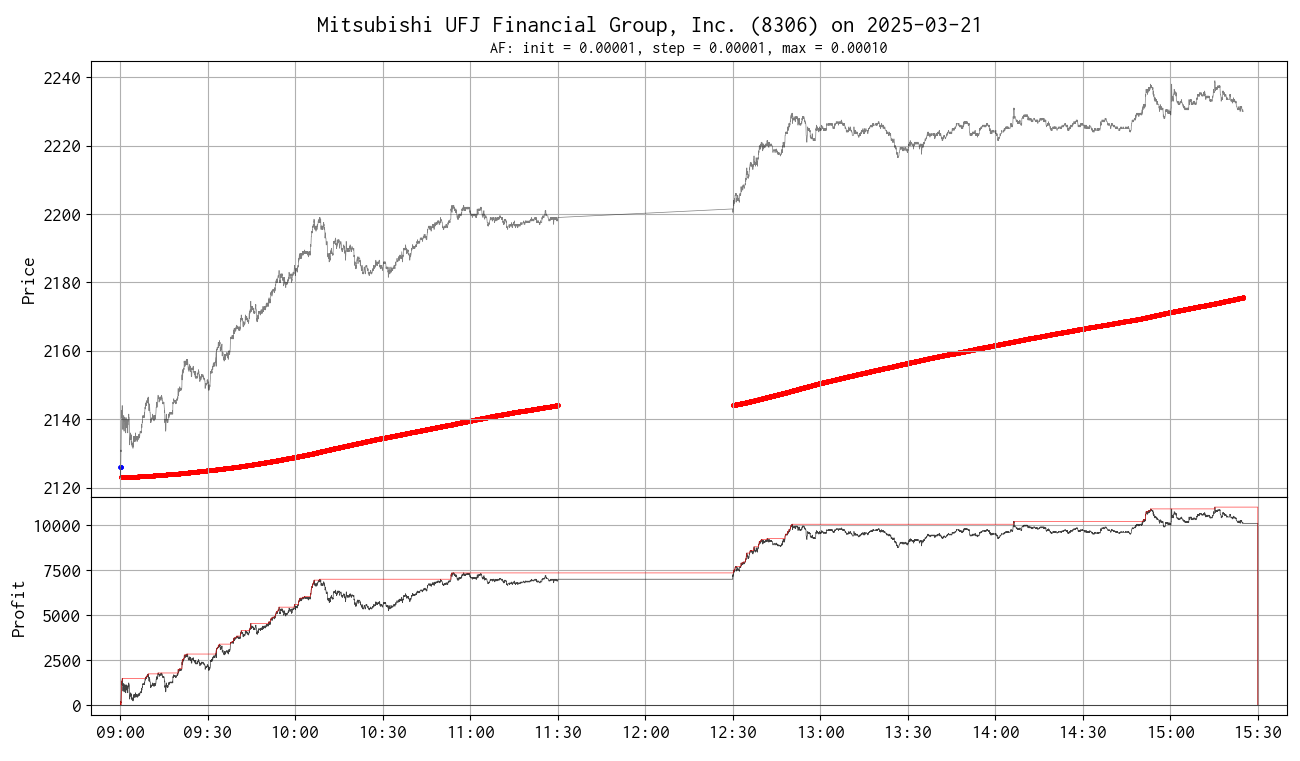 Mitsubishi UFJ Financial Group, Inc. (8306) on 2025-03-21
AF: init = 0.00001, step = 0.00001, max = 0.00010
Price
2240
2220
2200
2180
2160
2140
2120
Profit
10000
7500
5000
2500
0
09:00 09:30 10:00 10:30 11:00 11:30 12:00 12:30 13:00 13:30 14:00 14:30 15:00 15:30